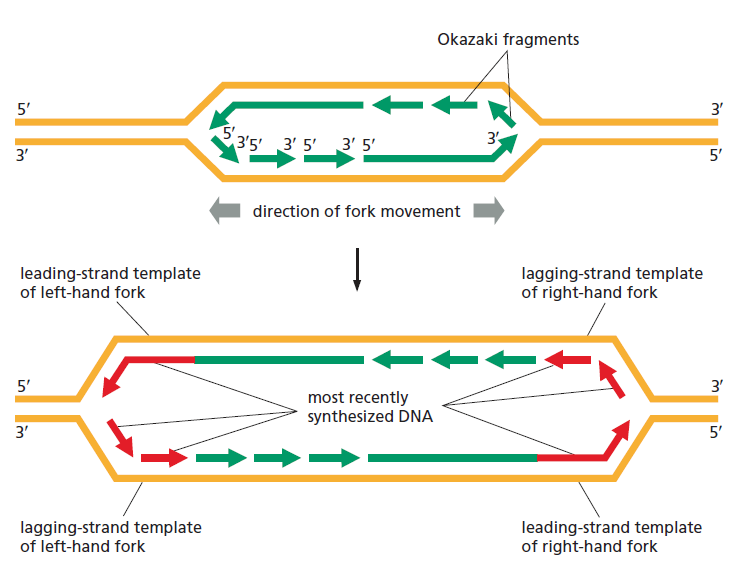 Okazaki fragments
5′
3′
5′
3′ 5′ 3′ 5′ 3′ 5′
3′
3′
5′
direction of fork movement
leading-strand template
of left-hand fork
lagging-strand template
of right-hand fork
5′
3′
most recently
synthesized DNA
3′
5′
lagging-strand template
of left-hand fork
leading-strand template
of right-hand fork